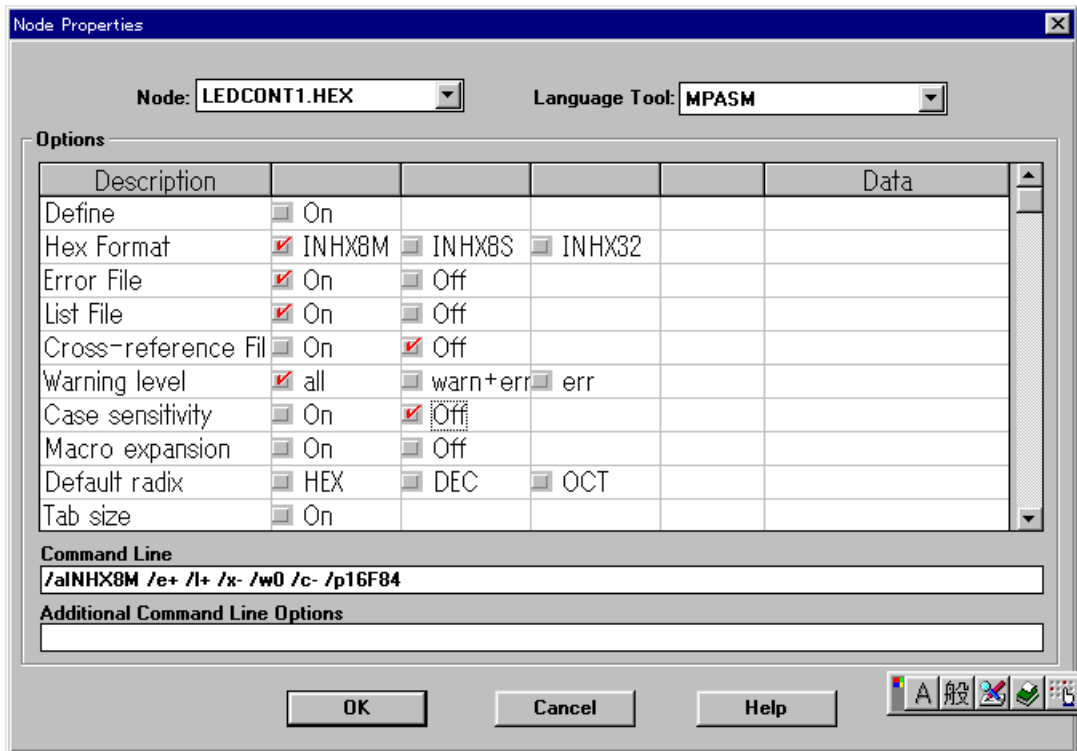 Node Properties
Node: LEDCONT1.HEX Language Tool: MPASM
Options
Description Data
Define On
Hex Format INHX8M INHX8S INHX32
Error File On Off
List File On Off
Cross-reference Fil On Off
Warning level all warn+err err
Case sensitivity On Off
Macro expansion On Off
Default radix HEX DEC OCT
Tab size On
Command Line
/aINHX8M /e+ /l+ /x- /w0 /c- /p16F84
Additional Command Line Options
OK Cancel Help A 般